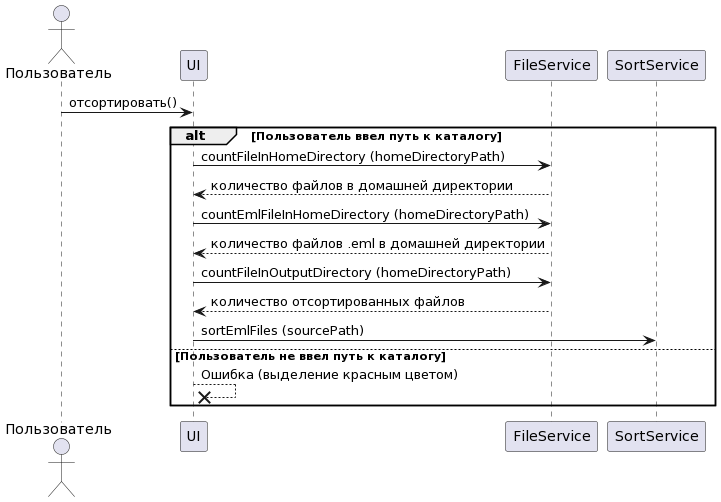 Пользователь
UI
FileService
SortService
отсортировать()
alt
[Пользователь ввел путь к каталогу]
countFileInHomeDirectory (homeDirectoryPath)
количество файлов в домашней директории
countEmlFileInHomeDirectory (homeDirectoryPath)
количество файлов .eml в домашней директории
countFileInOutputDirectory (homeDirectoryPath)
количество отсортированных файлов
sortEmlFiles (sourcePath)
[Пользователь не ввел путь к каталогу]
Ошибка (выделение красным цветом)
Пользователь
UI
FileService
SortService